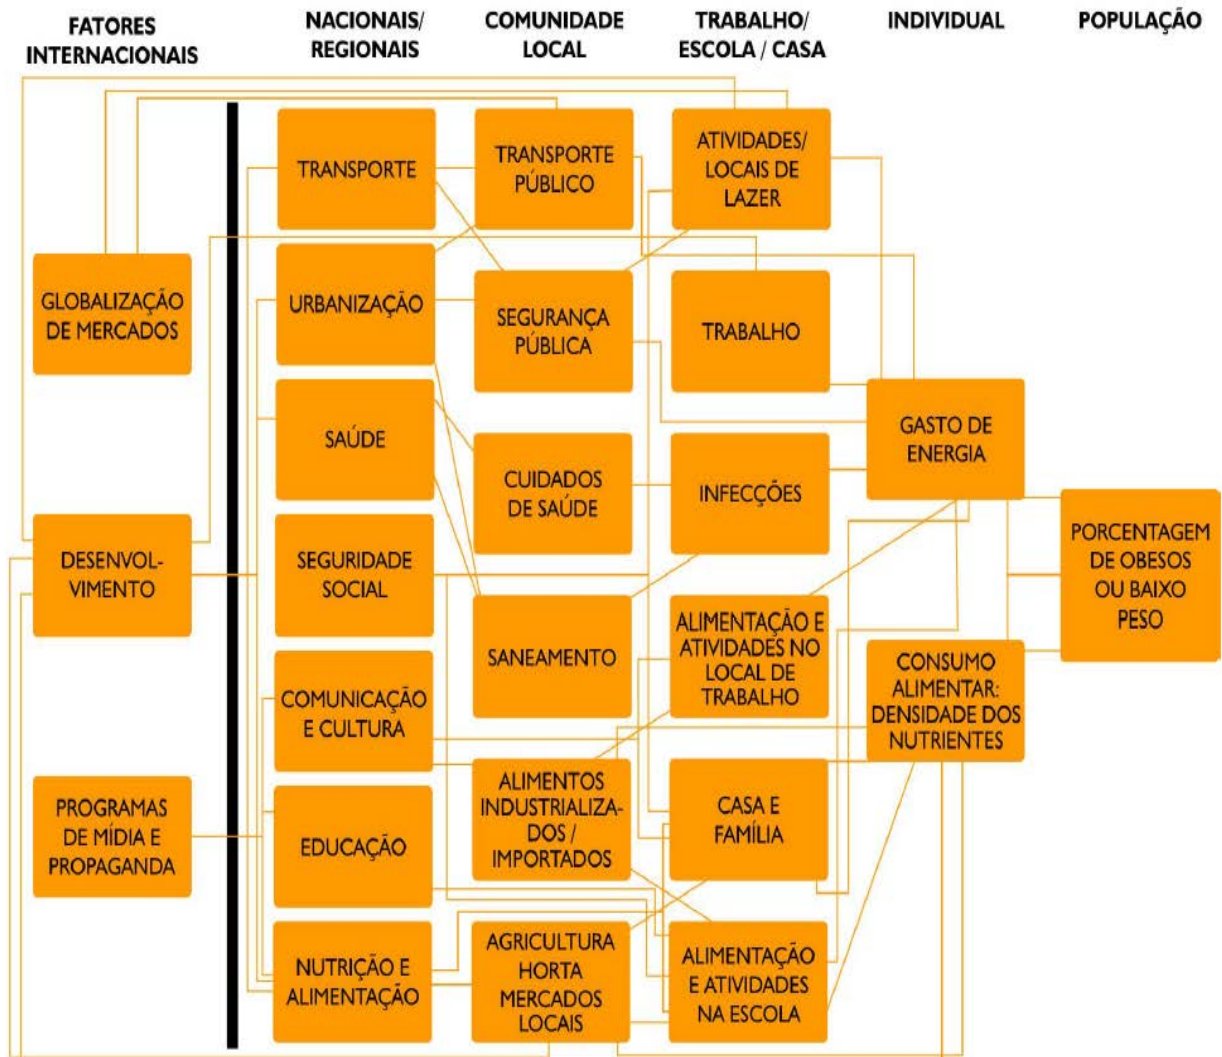 FATORES
INTERNACIONAIS
NACIONAIS/
REGIONAIS
COMUNIDADE
LOCAL
TRABALHO/
ESCOLA / CASA
INDIVIDUAL
POPULAÇÃO
GLOBALIZAÇÃO
DE MERCADOS
DESENVOL-
VIMENTO
PROGRAMAS
DE MÍDIA E
PROPAGANDA
TRANSPORTE
URBANIZAÇÃO
SAÚDE
SEGURIDADE
SOCIAL
COMUNICAÇÃO
E CULTURA
EDUCAÇÃO
NUTRIÇÃO E
ALIMENTAÇÃO
TRANSPORTE
PÚBLICO
SEGURANÇA
PÚBLICA
CUIDADOS
DE SAÚDE
SANEAMENTO
ALIMENTOS
INDUSTRIALIZA-
DOS /
IMPORTADOS
AGRICULTURA
HORTA
MERCADOS
LOCAIS
ATIVIDADES/
LOCAIS DE
LAZER
TRABALHO
INFECÇÕES
ALIMENTAÇÃO E
ATIVIDADES NO
LOCAL DE
TRABALHO
CASA E
FAMÍLIA
ALIMENTAÇÃO
E ATIVIDADES
NA ESCOLA
GASTO DE
ENERGIA
CONSUMO
ALIMENTAR:
DENSIDADE DOS
NUTRIENTES
PORCENTAGEM
DE OBESOS
OU BAIXO
PESO